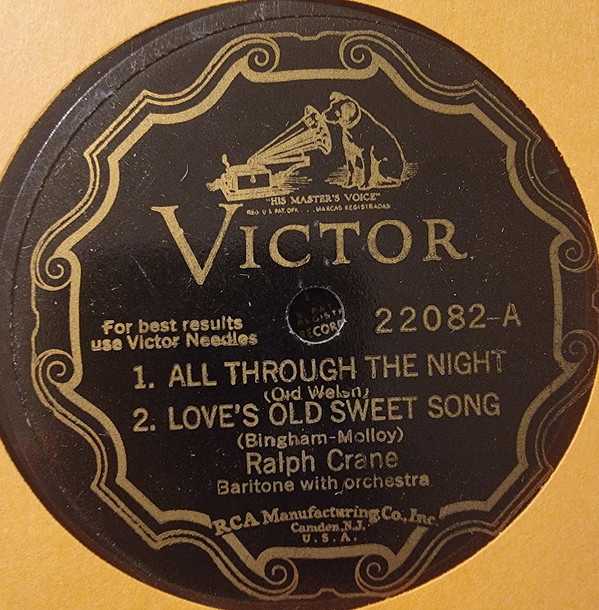 "HIS MASTER'S VOICE"
REG. U.S. PAT. OFF. . . MARCAS REGISTRADAS
VICTOR
For best results
use Victor Needles
RECORD
22082-A
1. ALL THROUGH THE NIGHT
(Old Welsh)
2. LOVE'S OLD SWEET SONG
(Bingham-Molloy)
Ralph Crane
Baritone with orchestra
RCA Manufacturing Co., Inc.
Camden, N.J.
U.S.A.